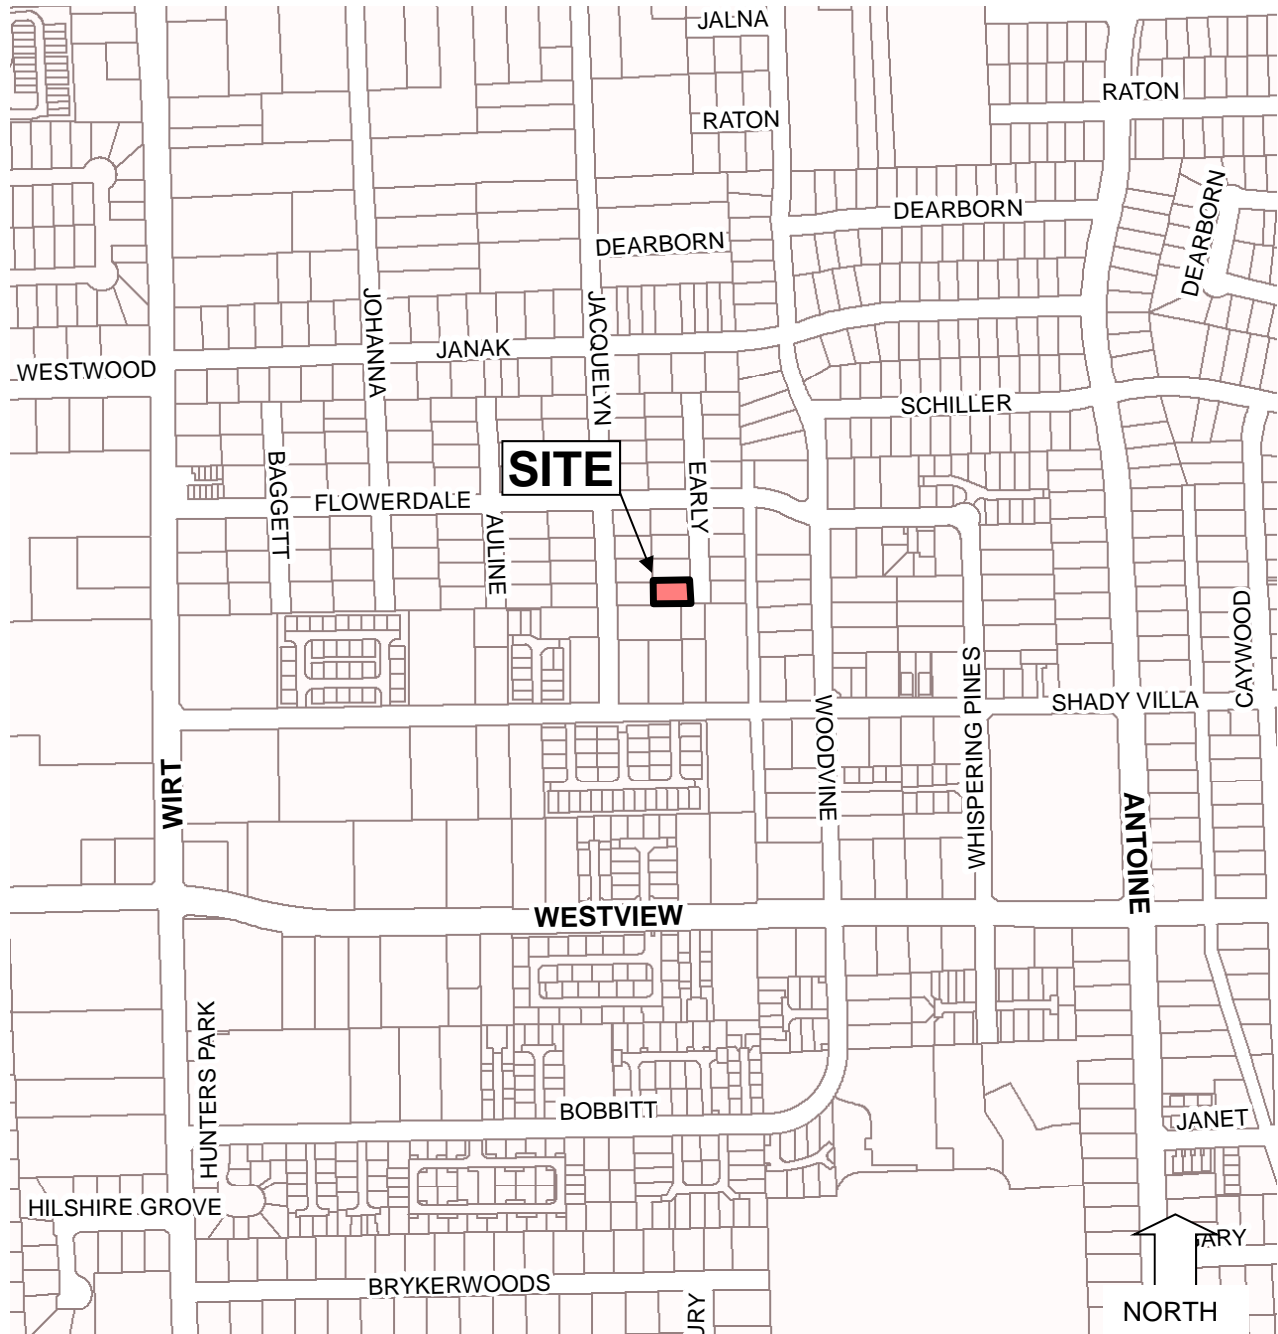 JALNA
RATON
RATON
DEARBORN
DEARBORN
DEARBORN
JOHANNA
JACQUELYN
JANAK
WESTWOOD
SCHILLER
SITE
BAGGETT
FLOWERDALE
AULINE
EARLY
CAYWOOD
SHADY VILLA
WOODVINE
WHISPERING PINES
WIRT
ANTOINE
WESTVIEW
HUNTERS PARK
BOBBITT
JANET
HILSHIRE GROVE
BRYKERWOODS
NORTH